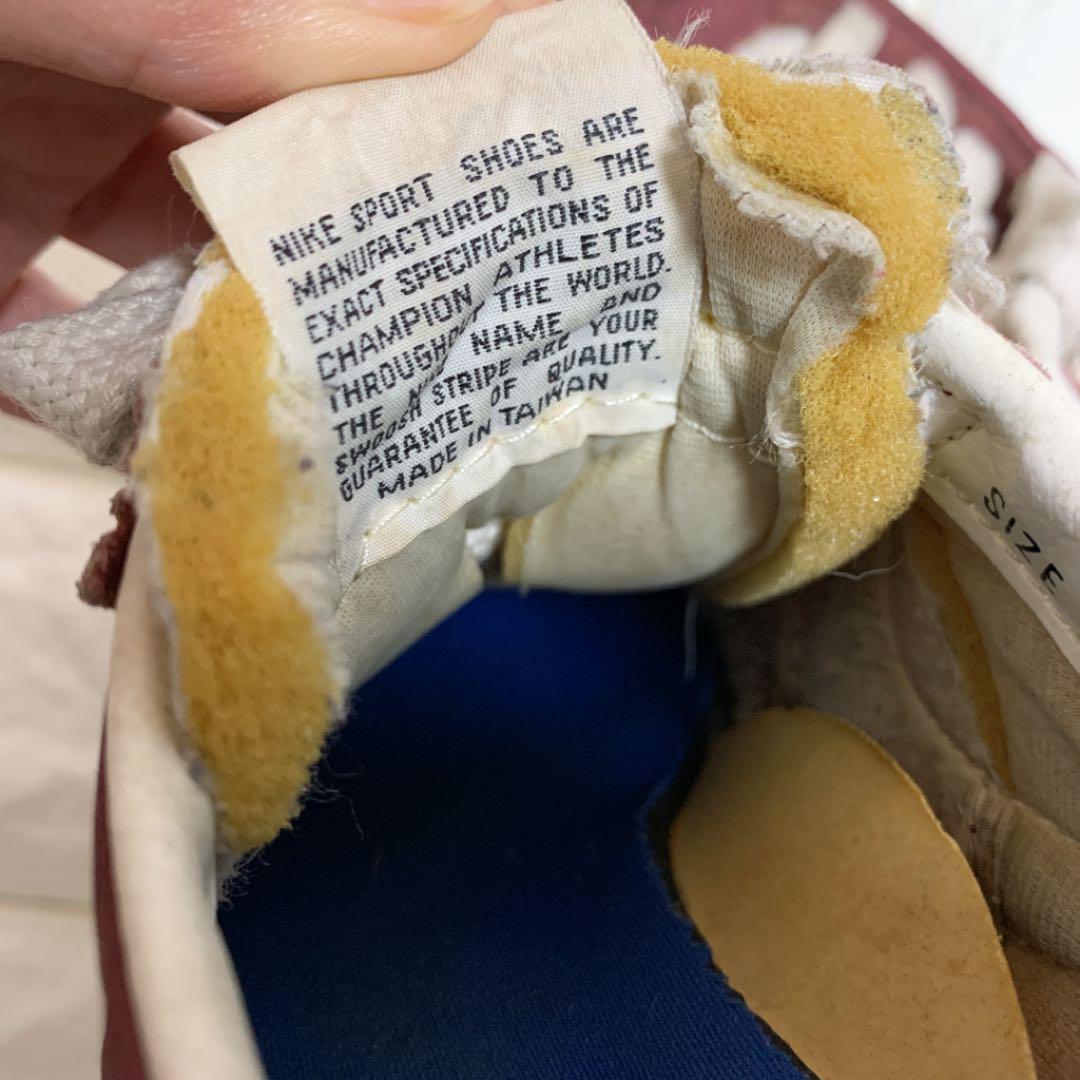 NIKE SPORT SHOES ARE
MANUFACTURED TO THE
EXACT SPECIFICATIONS OF
CHAMPION ATHLETES
THROUGH THE WORLD.
THE NAME AND
SWOOSH STRIPE ARE YOUR
GUARANTEE OF QUALITY.
MADE IN TAIWAN
SIZE